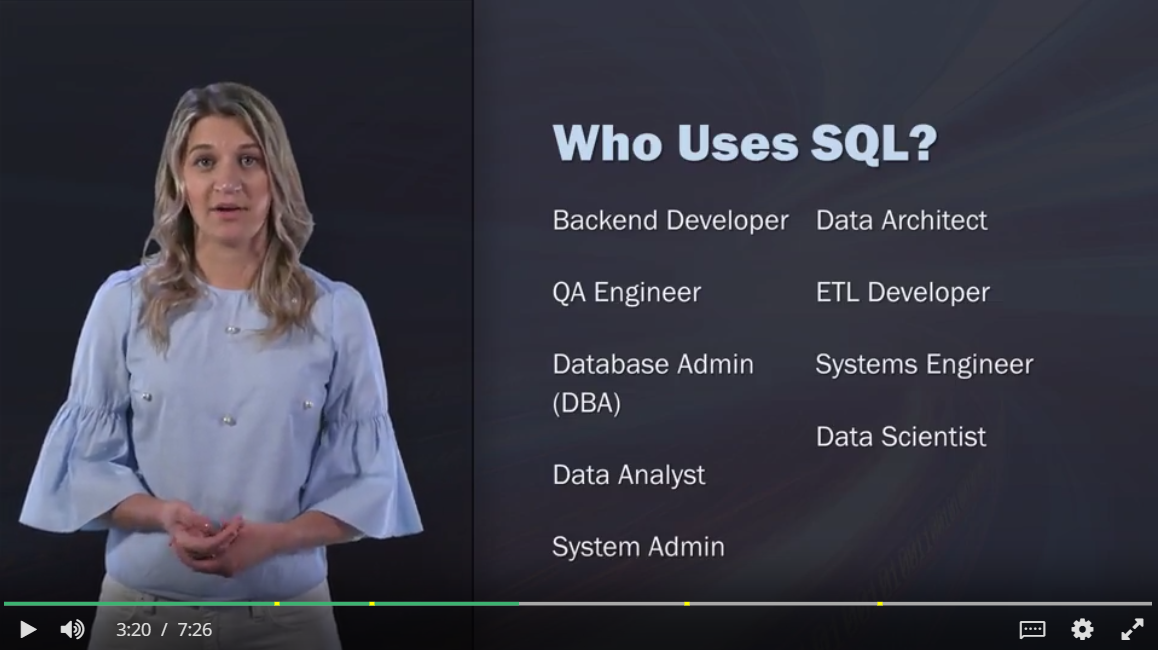 Who Uses SQL?
Backend Developer
QA Engineer
Database Admin
(DBA)
Data Analyst
System Admin
Data Architect
ETL Developer
Systems Engineer
Data Scientist
3:20 / 7:26